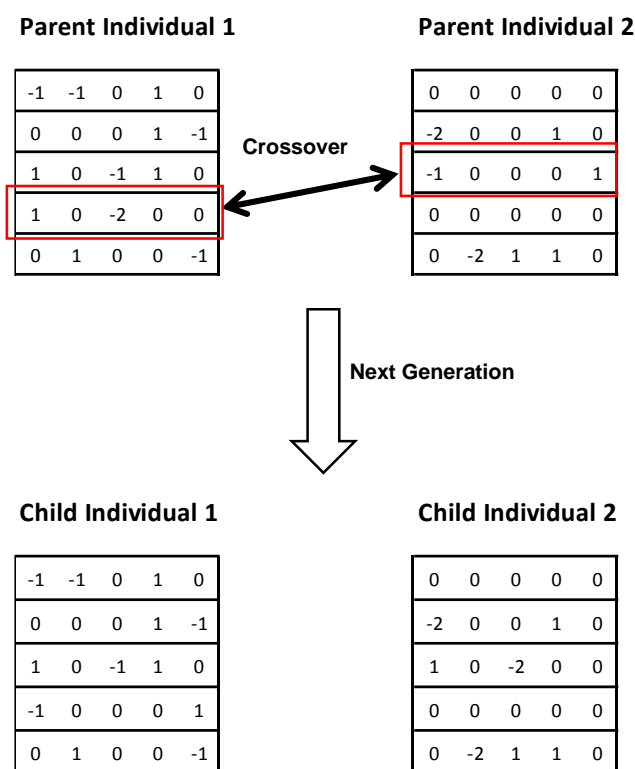 Parent Individual 1
Parent Individual 2
-1 -1 0 1 0
0 0 0 1 -1
1 0 -1 1 0
1 0 -2 0 0
0 1 0 0 -1
Crossover
0 0 0 0 0
-2 0 0 1 0
-1 0 0 0 1
0 0 0 0 0
0 -2 1 1 0
Next Generation
Child Individual 1
Child Individual 2
-1 -1 0 1 0
0 0 0 1 -1
1 0 -1 1 0
-1 0 0 0 1
0 1 0 0 -1
0 0 0 0 0
-2 0 0 1 0
1 0 -2 0 0
0 0 0 0 0
0 -2 1 1 0